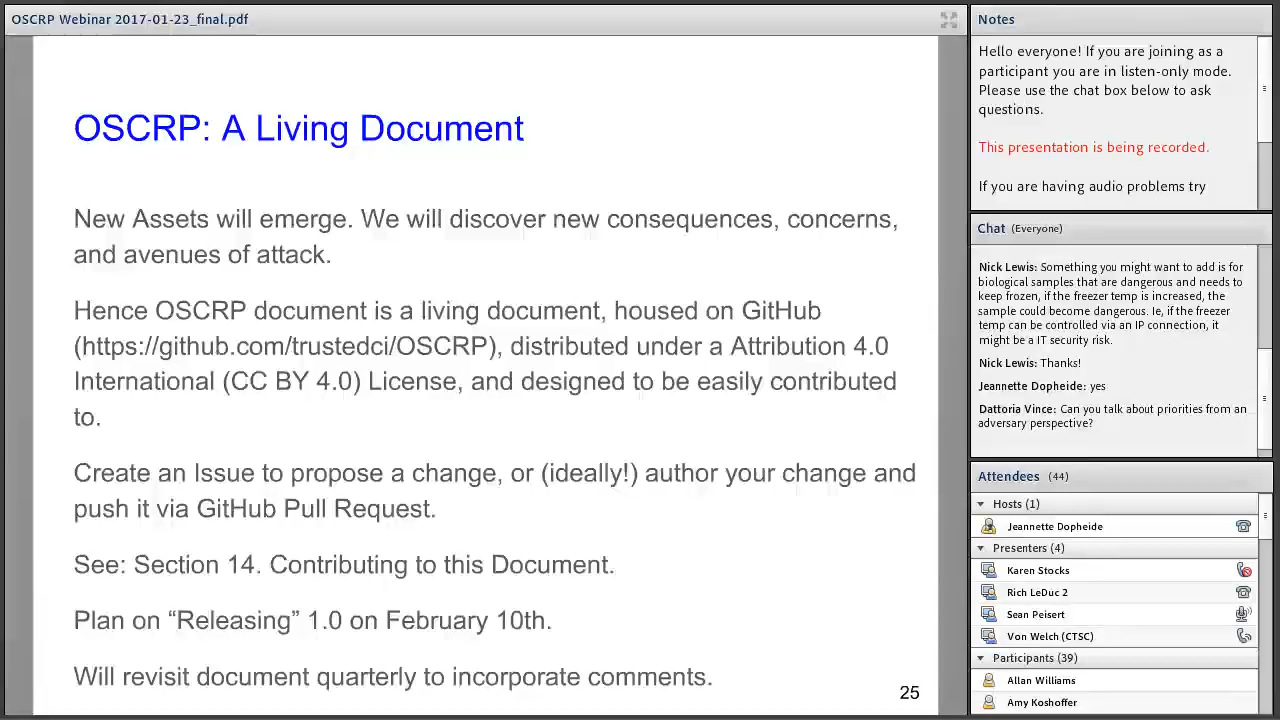 OSCRP Webinar 2017-01-23_final.pdf
OSCRP: A Living Document
New Assets will emerge. We will discover new consequences, concerns,
and avenues of attack.
Hence OSCRP document is a living document, housed on GitHub
(https://github.com/trustedci/OSCRP), distributed under a Attribution 4.0
International (CC BY 4.0) License, and designed to be easily contributed
to.
Create an Issue to propose a change, or (ideally!) author your change and
push it via GitHub Pull Request.
See: Section 14. Contributing to this Document.
Plan on “Releasing” 1.0 on February 10th.
Will revisit document quarterly to incorporate comments.
25
Notes
Hello everyone! If you are joining as a
participant you are in listen-only mode.
Please use the chat box below to ask
questions.
This presentation is being recorded.
If you are having audio problems try
Chat (Everyone)
Nick Lewis: Something you might want to add is for
biological samples that are dangerous and needs to
keep frozen, if the freezer temp is increased, the
sample could become dangerous. Ie, if the freezer
temp can be controlled via an IP connection, it
might be a IT security risk.
Nick Lewis: Thanks!
Jeannette Dopheide: yes
Dattoria Vince: Can you talk about priorities from an
adversary perspective?
Attendees (44)
Hosts (1)
Jeannette Dopheide
Presenters (4)
Karen Stocks
Rich LeDuc 2
Sean Peisert
Von Welch (CTSC)
Participants (39)
Allan Williams
Amy Koshoffer